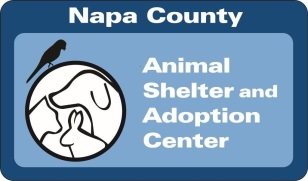 Napa County
Animal
Shelter and
Adoption
Center